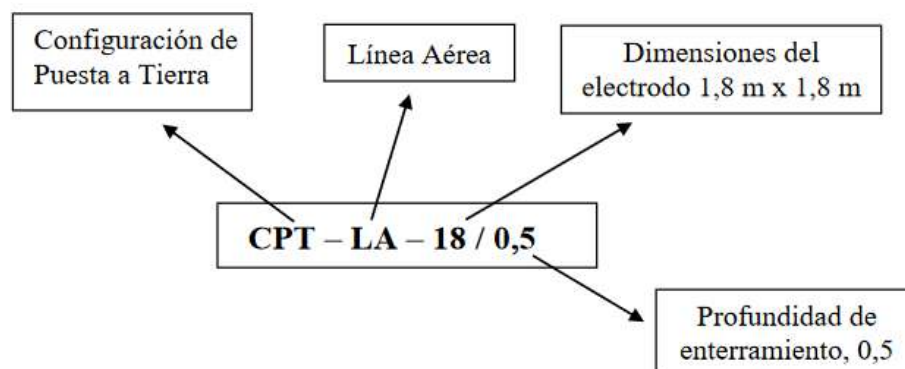 Configuración de
Puesta a Tierra
Línea Aérea
Dimensiones del
electrodo 1,8 m x 1,8 m
CPT – LA – 18 / 0,5
Profundidad de
enterramiento, 0,5